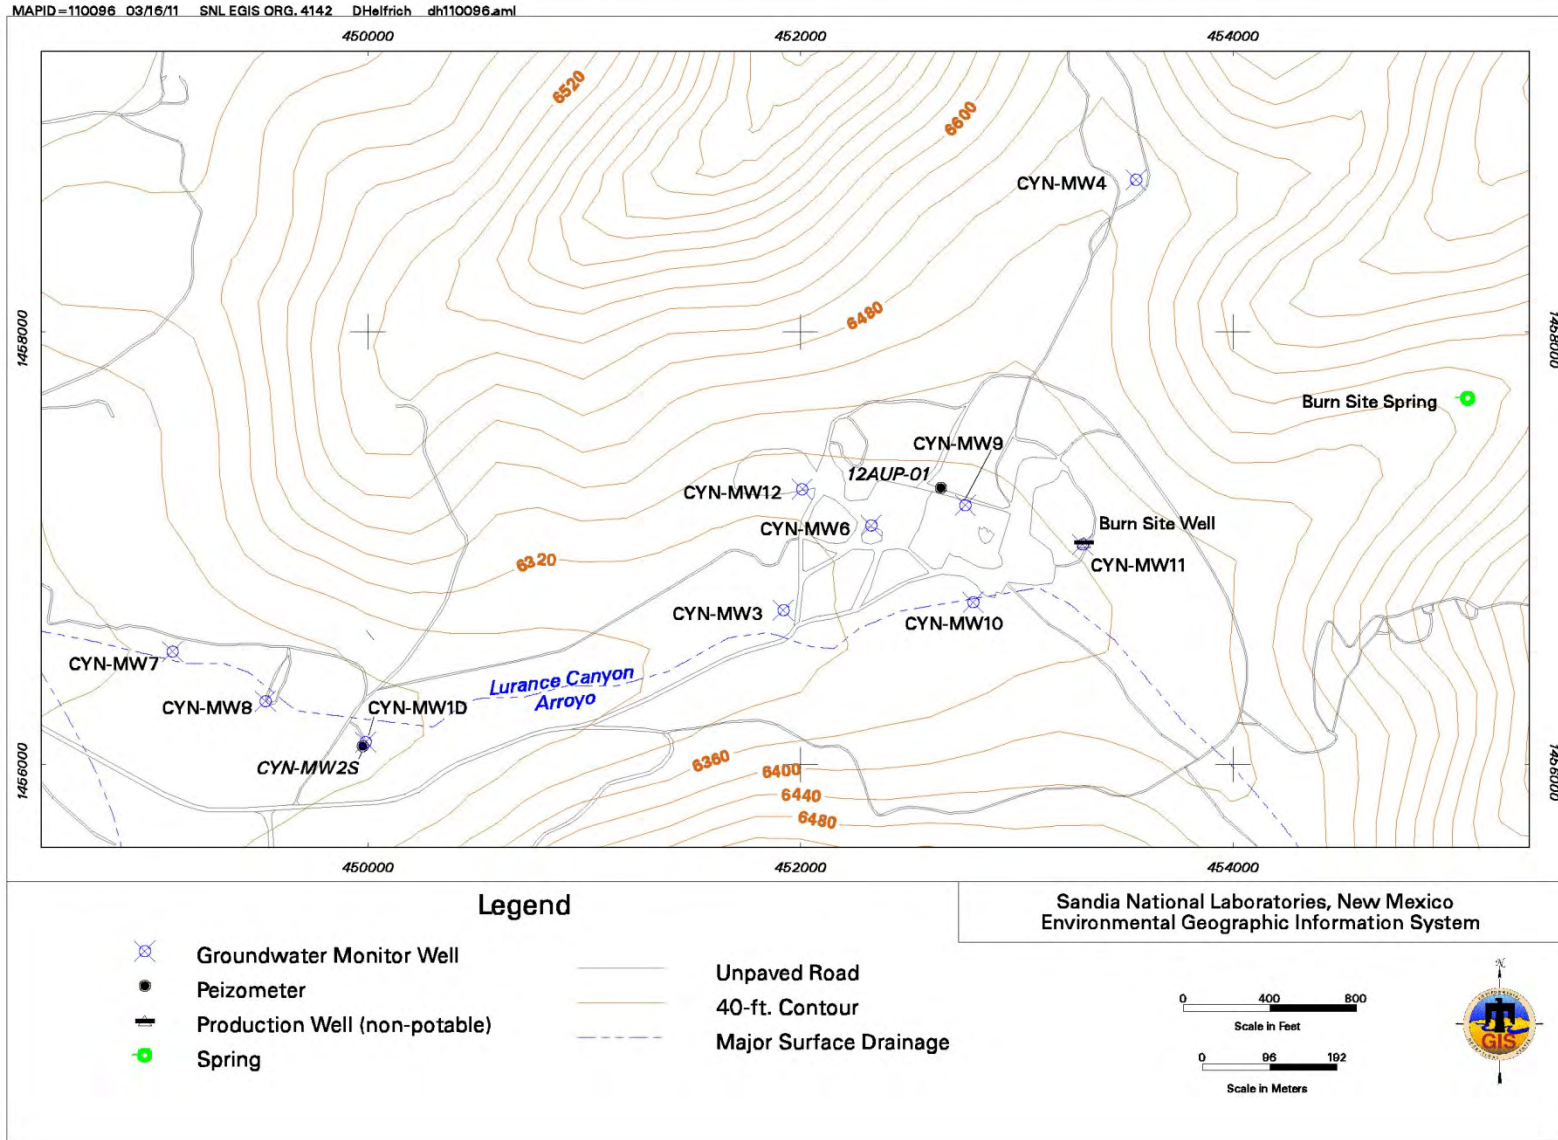 MAPID=110096 03/16/11 SNL EGIS ORG. 4142 DHelfrich dh110096.aml
450000 452000 454000
6520
6600
CYN-MW4
6480
1458000 1458000
Burn Site Spring
CYN-MW9
12AUP-01
CYN-MW12
CYN-MW6
Burn Site Well
6320
CYN-MW11
CYN-MW3
CYN-MW10
CYN-MW7
Lurance Canyon
Arroyo
CYN-MW8
CYN-MW1D
CYN-MW2S
6360
6400
1456000 1456000
6440
6480
450000 452000 454000
Legend
Groundwater Monitor Well
Peizometer
Production Well (non-potable)
Spring
Unpaved Road
40-ft. Contour
Major Surface Drainage
Sandia National Laboratories, New Mexico
Environmental Geographic Information System
0 400 800
Scale in Feet
0 96 192
Scale in Meters
N
GIS